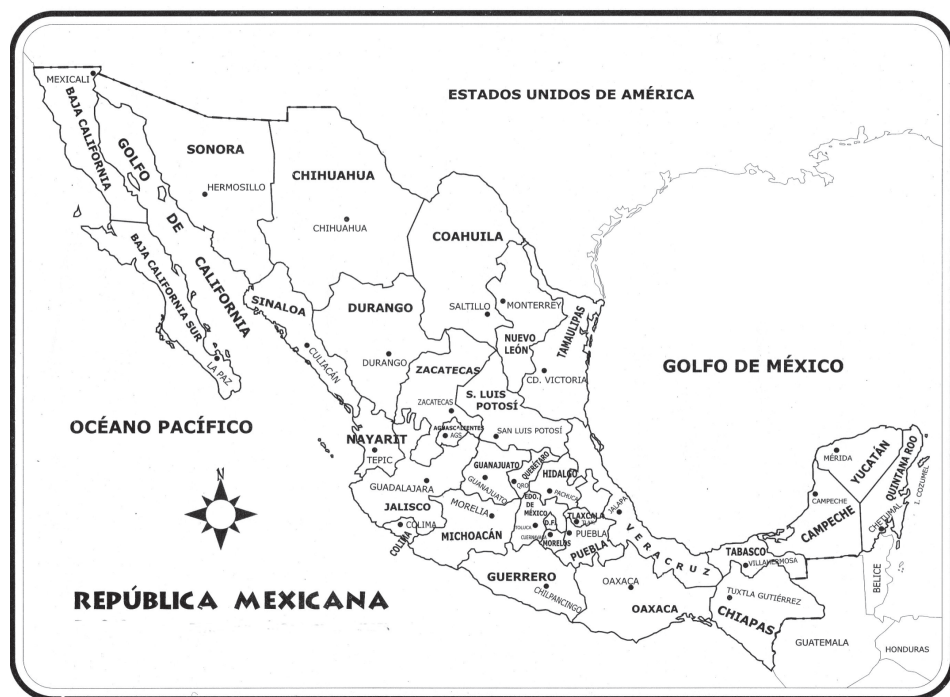 MEXICALI
ESTADOS UNIDOS DE AMÉRICA
BAJA CALIFORNIA
GOLFO DE CALIFORNIA
SONORA
HERMOSILLO
CHIHUAHUA
CHIHUAHUA
COAHUILA
BAJA CALIFORNIA SUR
LA PAZ
SINALOA
CULIACÁN
DURANGO
DURANGO
SALTILLO
MONTERREY
NUEVO
LEÓN
TAMAULIPAS
CD. VICTORIA
GOLFO DE MÉXICO
ZACATECAS
ZACATECAS
S. LUIS
POTOSÍ
SAN LUIS POTOSÍ
AGUASCALIENTES
AGS.
OCÉANO PACÍFICO
NAYARIT
TEPIC
GUADALAJARA
JALISCO
COLIMA
COLIMA
GUANAJUATO
GUANAJUATO
QUERÉTARO
QRO.
HIDALGO
PACHUCA
MORELIA
MICHOACÁN
EDO.
DE
MÉXICO
TOLUCA
D.F.
CUERNAVACA
MORELOS
TLAXCALA
TLAX.
PUEBLA
PUEBLA
JALAPA
VERACRUZ
GUERRERO
CHILPANCINGO
OAXACA
OAXACA
TABASCO
VILLAHERMOSA
TUXTLA GUTIÉRREZ
CHIAPAS
MÉRIDA
YUCATÁN
CAMPECHE
CAMPECHE
QUINTANA ROO
CHETUMAL
I. COZUMEL
BELICE
GUATEMALA
HONDURAS
N
REPÚBLICA MEXICANA